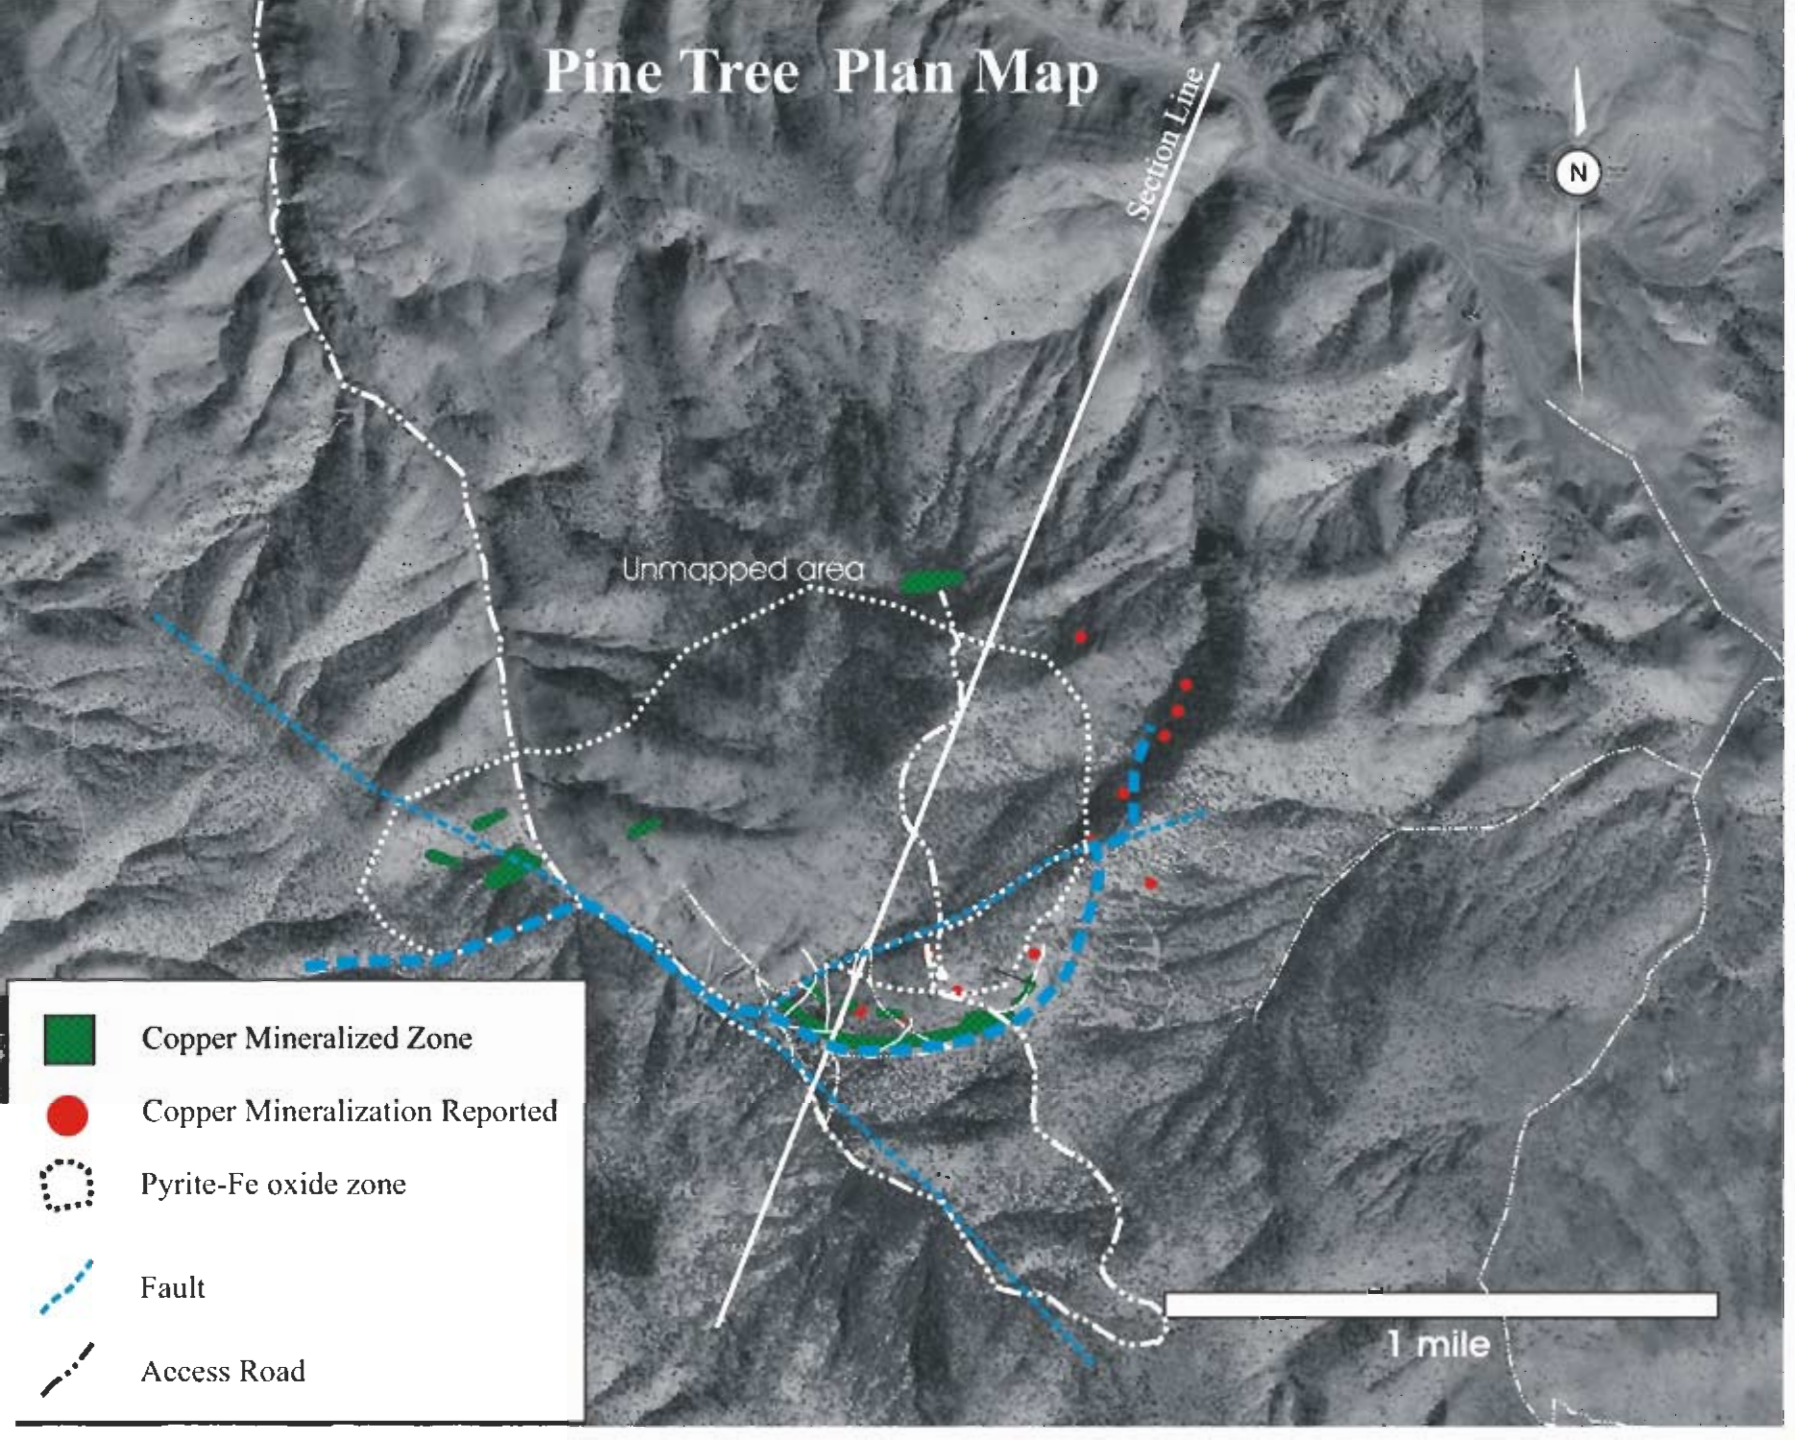 Pine Tree Plan Map
Section Line
N
Unmapped area
Copper Mineralized Zone
Copper Mineralization Reported
Pyrite-Fe oxide zone
Fault
Access Road
1 mile